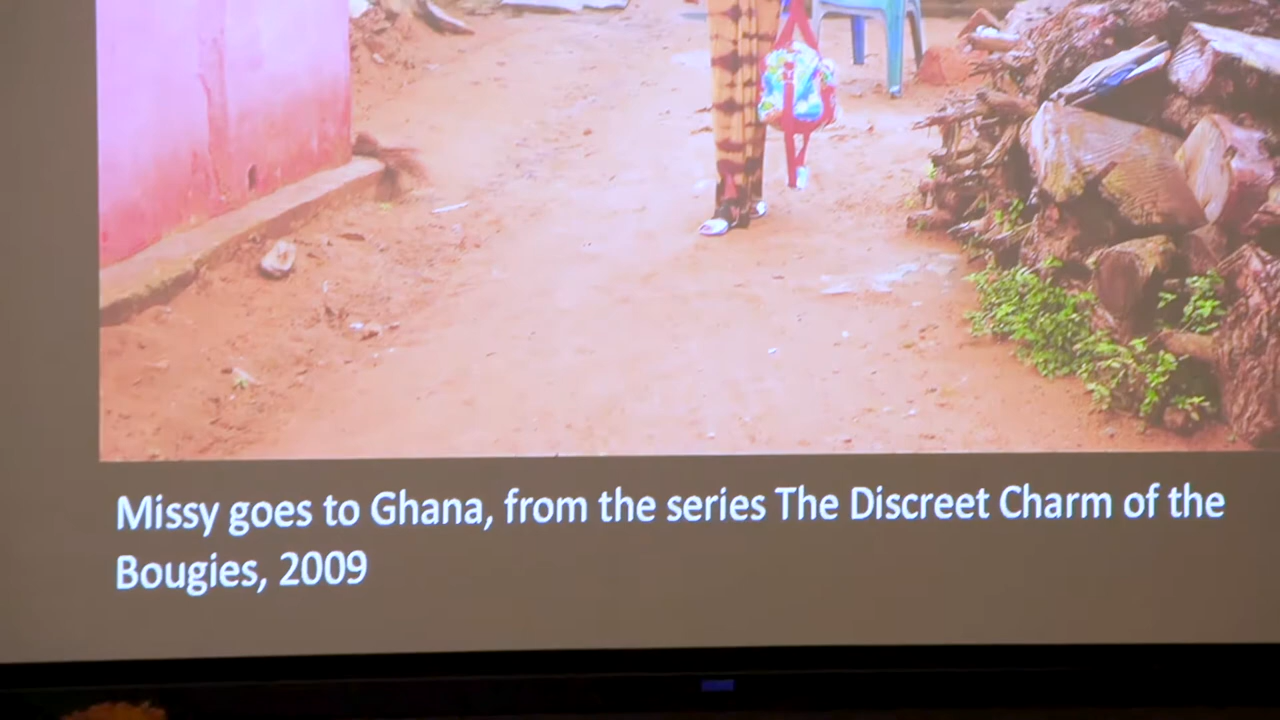 Missy goes to Ghana, from the series The Discreet Charm of the
Bougies, 2009